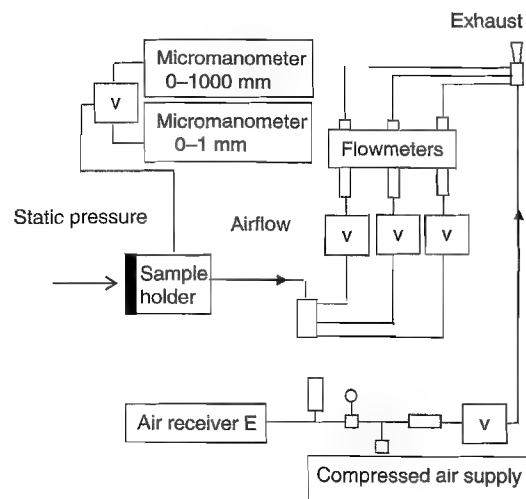 Exhaust
Micromanometer
0–1000 mm
V
Micromanometer
0–1 mm
Flowmeters
Static pressure
Airflow
V
V
V
Sample
holder
Air receiver E
V
Compressed air supply